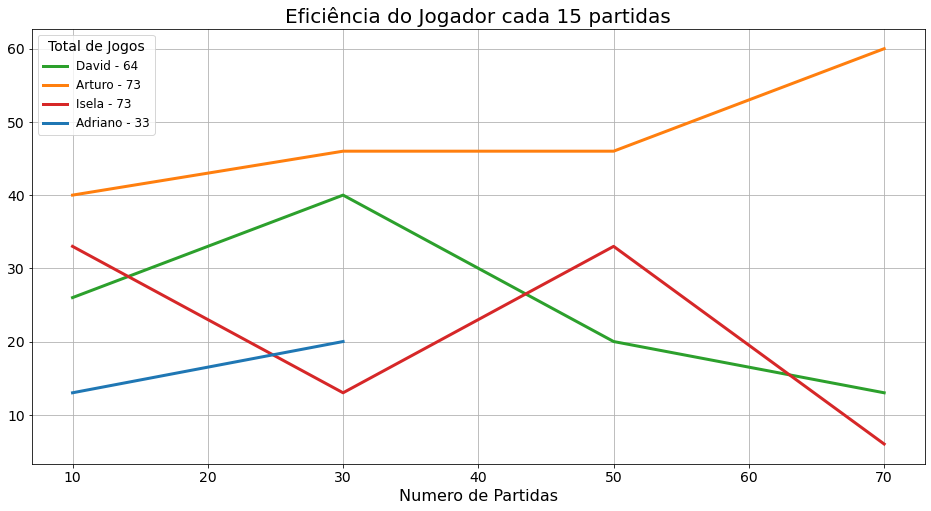 Eficiência do Jogador cada 15 partidas
Total de Jogos
David - 64
Arturo - 73
Isela - 73
Adriano - 33
60
50
40
30
20
10
10 20 30 40 50 60 70
Numero de Partidas